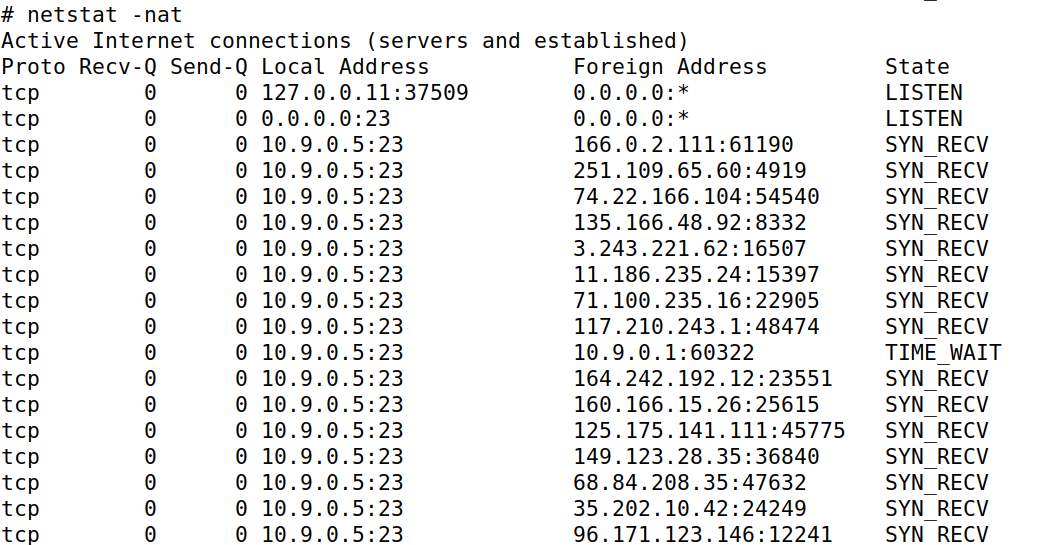 # netstat -nat
Active Internet connections (servers and established)
Proto Recv-Q Send-Q Local Address           Foreign Address         State
tcp        0      0 127.0.0.11:37509        0.0.0.0:*               LISTEN
tcp        0      0 0.0.0.0:23              0.0.0.0:*               LISTEN
tcp        0      0 10.9.0.5:23             166.0.2.111:61190       SYN_RECV
tcp        0      0 10.9.0.5:23             251.109.65.60:4919      SYN_RECV
tcp        0      0 10.9.0.5:23             74.22.166.104:54540     SYN_RECV
tcp        0      0 10.9.0.5:23             135.166.48.92:8332      SYN_RECV
tcp        0      0 10.9.0.5:23             3.243.221.62:16507      SYN_RECV
tcp        0      0 10.9.0.5:23             11.186.235.24:15397     SYN_RECV
tcp        0      0 10.9.0.5:23             71.100.235.16:22905     SYN_RECV
tcp        0      0 10.9.0.5:23             117.210.243.1:48474     SYN_RECV
tcp        0      0 10.9.0.5:23             10.9.0.1:60322          TIME_WAIT
tcp        0      0 10.9.0.5:23             164.242.192.12:23551    SYN_RECV
tcp        0      0 10.9.0.5:23             160.166.15.26:25615     SYN_RECV
tcp        0      0 10.9.0.5:23             125.175.141.111:45775   SYN_RECV
tcp        0      0 10.9.0.5:23             149.123.28.35:36840     SYN_RECV
tcp        0      0 10.9.0.5:23             68.84.208.35:47632      SYN_RECV
tcp        0      0 10.9.0.5:23             35.202.10.42:24249      SYN_RECV
tcp        0      0 10.9.0.5:23             96.171.123.146:12241    SYN_RECV